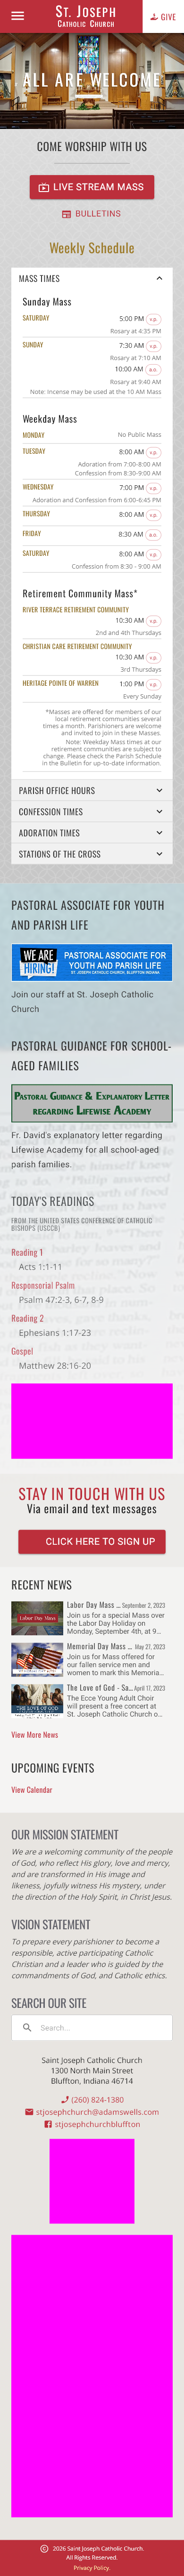 ST. JOSEPH
CATHOLIC CHURCH
GIVE
ALL ARE WELCOME
COME WORSHIP WITH US
LIVE STREAM MASS
BULLETINS
Weekly Schedule
MASS TIMES
Sunday Mass
SATURDAY 5:00 PM
Rosary at 4:35 PM
SUNDAY 7:30 AM
Rosary at 7:10 AM
10:00 AM
Rosary at 9:40 AM
Note: Incense may be used at the 10 AM Mass
Weekday Mass
MONDAY No Public Mass
TUESDAY 8:00 AM
Adoration from 7:00-8:00 AM
Confession from 8:30-9:00 AM
WEDNESDAY 7:00 PM
Adoration and Confession from 6:00-6:45 PM
THURSDAY 8:00 AM
FRIDAY 8:30 AM
SATURDAY 8:00 AM
Confession from 8:30 - 9:00 AM
Retirement Community Mass*
RIVER TERRACE RETIREMENT COMMUNITY
10:30 AM
2nd and 4th Thursdays
CHRISTIAN CARE RETIREMENT COMMUNITY
10:30 AM
3rd Thursdays
HERITAGE POINTE OF WARREN 1:00 PM
Every Sunday
*Masses are offered for members of our
local retirement communities several
times a month. Parishioners are welcome
and invited to join in these Masses.
Note: Weekday Mass times at our
retirement communities are subject to
change. Please check the Parish Schedule
in the Bulletin for up-to-date information.
PARISH OFFICE HOURS
CONFESSION TIMES
ADORATION TIMES
STATIONS OF THE CROSS
PASTORAL ASSOCIATE FOR YOUTH
AND PARISH LIFE
WE ARE HIRING!
PASTORAL ASSOCIATE
FOR YOUTH AND PARISH LIFE
ST. JOSEPH CATHOLIC CHURCH, BLUFFTON INDIANA
Join our staff at St. Joseph Catholic
Church
PASTORAL GUIDANCE FOR SCHOOL-
AGED FAMILIES
PASTORAL GUIDANCE & EXPLANATORY LETTER
REGARDING LIFEWISE ACADEMY
Fr. David's explanatory letter regarding
Lifewise Academy for all school-aged
parish families.
TODAY'S READINGS
FROM THE UNITED STATES CONFERENCE OF CATHOLIC
BISHOPS (USCCB)
Reading 1
Acts 1:1-11
Responsorial Psalm
Psalm 47:2-3, 6-7, 8-9
Reading 2
Ephesians 1:17-23
Gospel
Matthew 28:16-20
STAY IN TOUCH WITH US
Via email and text messages
CLICK HERE TO SIGN UP
RECENT NEWS
Labor Day Mass
Labor Day Mass ... September 2, 2023
Join us for a special Mass over
the Labor Day Holiday on
Monday, September 4th, at 9...
Memorial Day Mass ... May 27, 2023
Join us for Mass offered for
our fallen service men and
women to mark this Memoria...
THE LOVE OF GOD
The Love of God - Sa... April 11, 2023
The Ecce Young Adult Choir
will present a free concert at
St. Joseph Catholic Church o...
View More News
UPCOMING EVENTS
View Calendar
OUR MISSION STATEMENT
We are a welcoming community of the people
of God, who reflect His glory, love and mercy,
and are transformed in His image and
likeness, joyfully witness His mystery, under
the direction of the Holy Spirit, in Christ Jesus.
VISION STATEMENT
To prepare every parishioner to become a
responsible, active participating Catholic
Christian and a leader who is guided by the
commandments of God, and Catholic ethics.
SEARCH OUR SITE
Search...
Saint Joseph Catholic Church
1300 North Main Street
Bluffton, Indiana 46714
(260) 824-1380
stjosephchurch@adamswells.com
stjosephchurchbluffton
© 2026 Saint Joseph Catholic Church.
All Rights Reserved.
Privacy Policy.